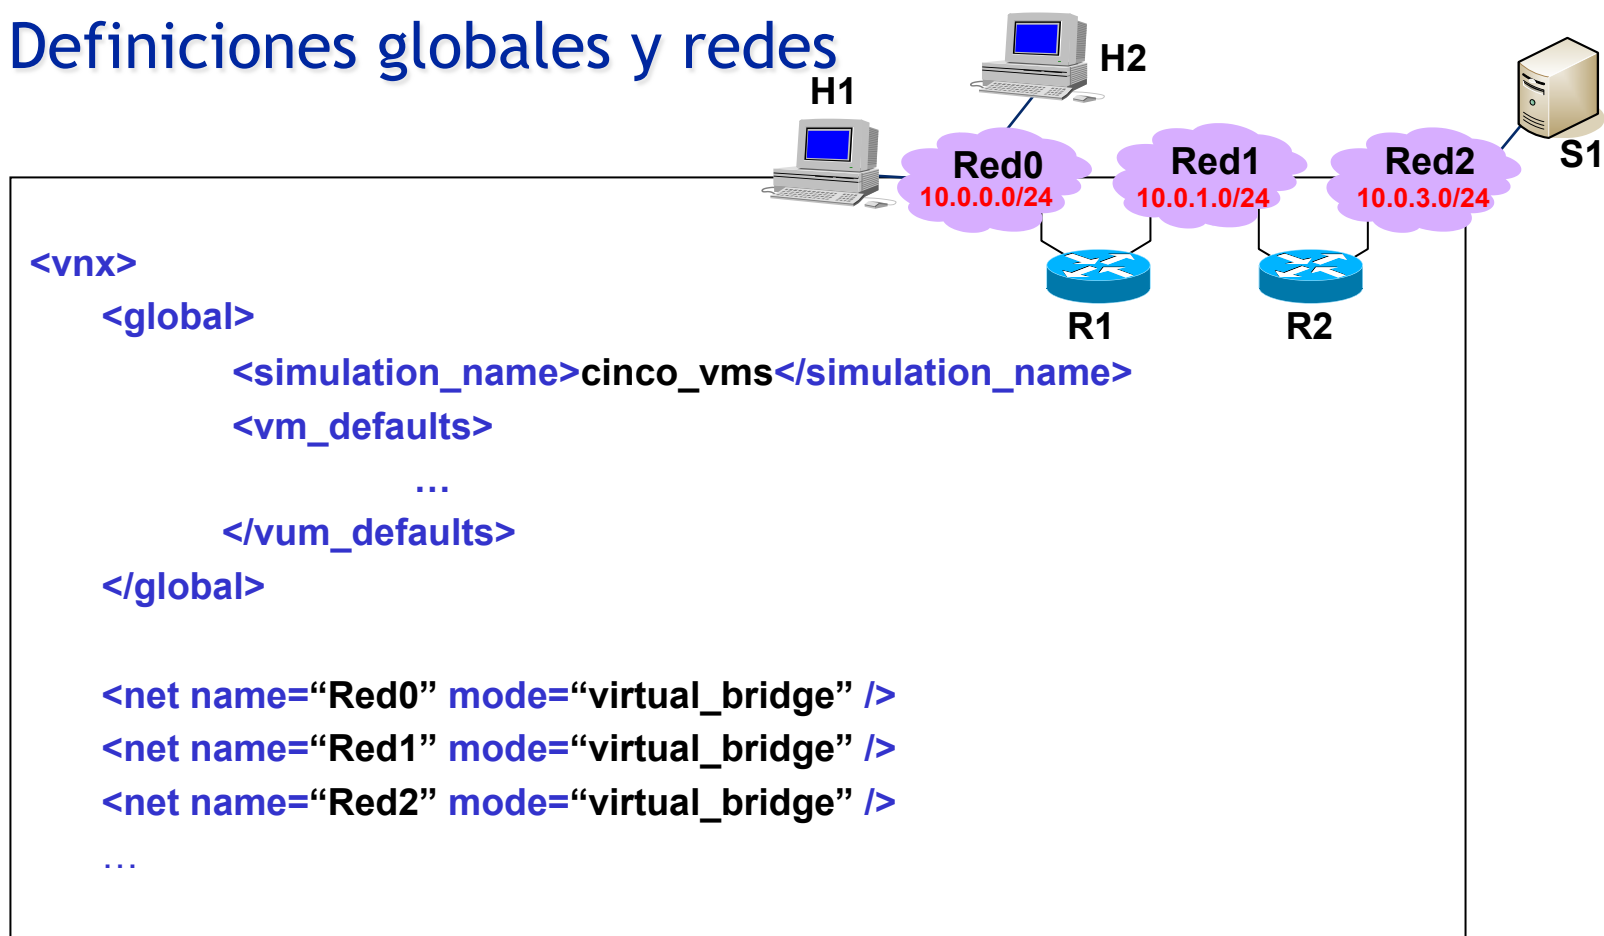 Definiciones globales y redes
H2
H1
S1
Red0
10.0.0.0/24
Red1
10.0.1.0/24
Red2
10.0.3.0/24
R1
R2
<vnx>
<global>
<simulation_name>cinco_vms</simulation_name>
<vm_defaults>
…
</vum_defaults>
</global>
<net name=“Red0” mode=“virtual_bridge” />
<net name=“Red1” mode=“virtual_bridge” />
<net name=“Red2” mode=“virtual_bridge” />
…